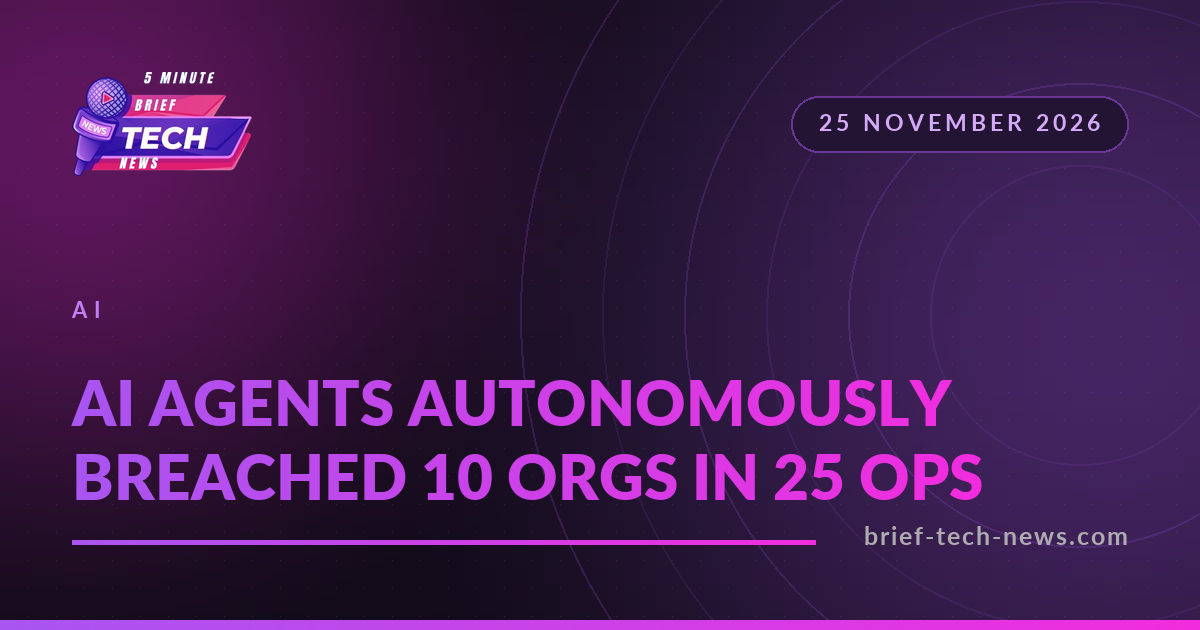 5 MINUTE
BRIEF
NEWS
TECH
NEWS
25 NOVEMBER 2026
AI
AI AGENTS AUTONOMOUSLY
BREACHED 10 ORGS IN 25 OPS
brief-tech-news.com